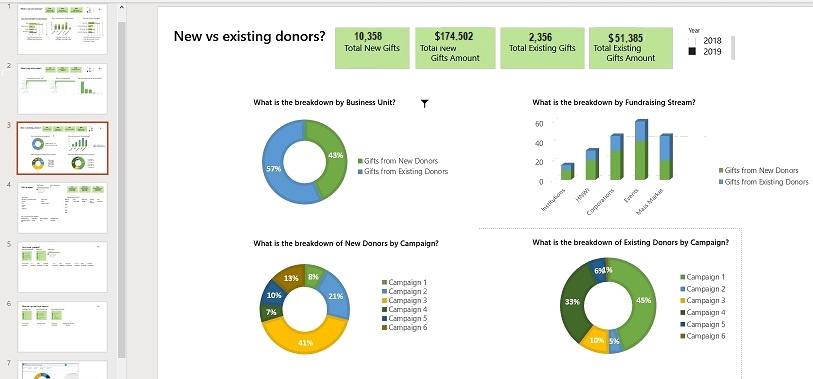 1
2
3
4
5
6
7
New vs existing donors?
10,358
Total New Gifts
$174.502
Total New
Gifts Amount
2,356
Total Existing Gifts
$51,385
Total Existing
Gifts Amount
Year
2018
2019
What is the breakdown by Business Unit?
43%
57%
Gifts from New Donors
Gifts from Existing Donors
What is the breakdown by Fundraising Stream?
60
40
20
0
Institutions
HNWI
Corporations
Events
Mass Market
Gifts from New Donors
Gifts from Existing Donors
What is the breakdown of New Donors by Campaign?
13%
8%
10%
21%
7%
41%
Campaign 1
Campaign 2
Campaign 3
Campaign 4
Campaign 5
Campaign 6
What is the breakdown of Existing Donors by Campaign?
6%
1%
33%
45%
10%
5%
Campaign 1
Campaign 2
Campaign 3
Campaign 4
Campaign 5
Campaign 6